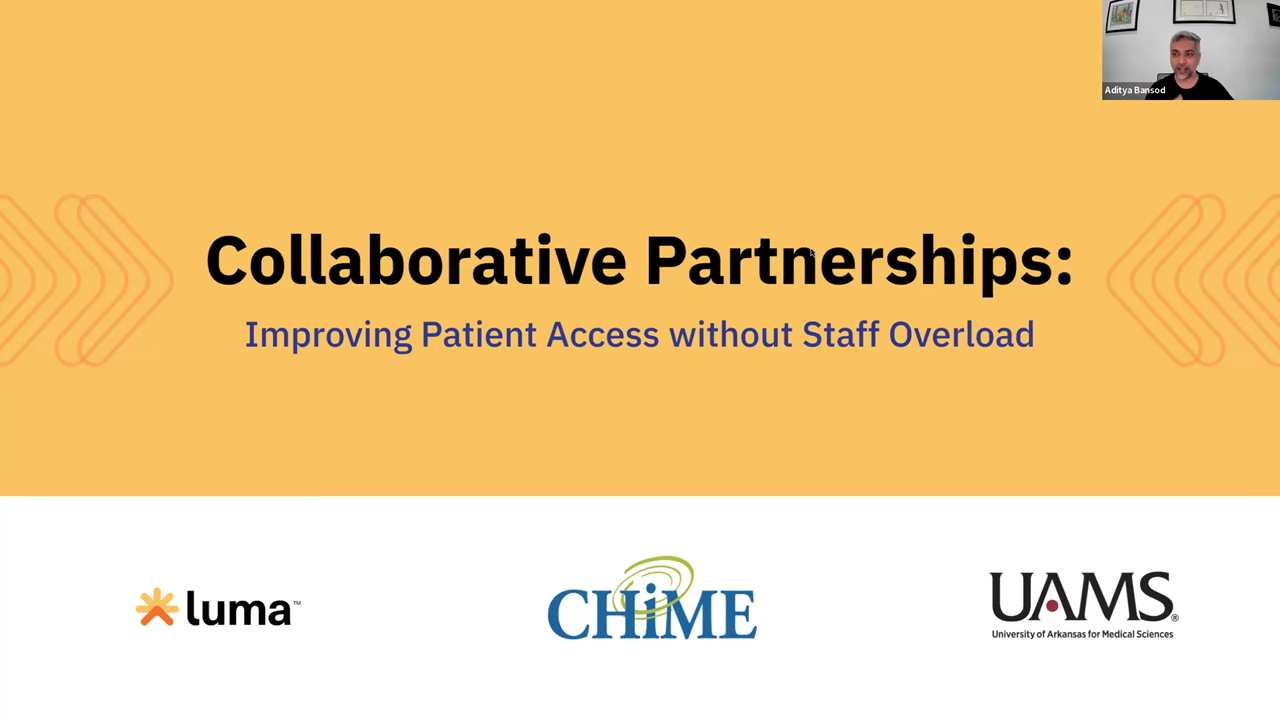 Aditya Bansod
Collaborative Partnerships:
Improving Patient Access without Staff Overload
luma™
CHiME
UAMS®
University of Arkansas for Medical Sciences